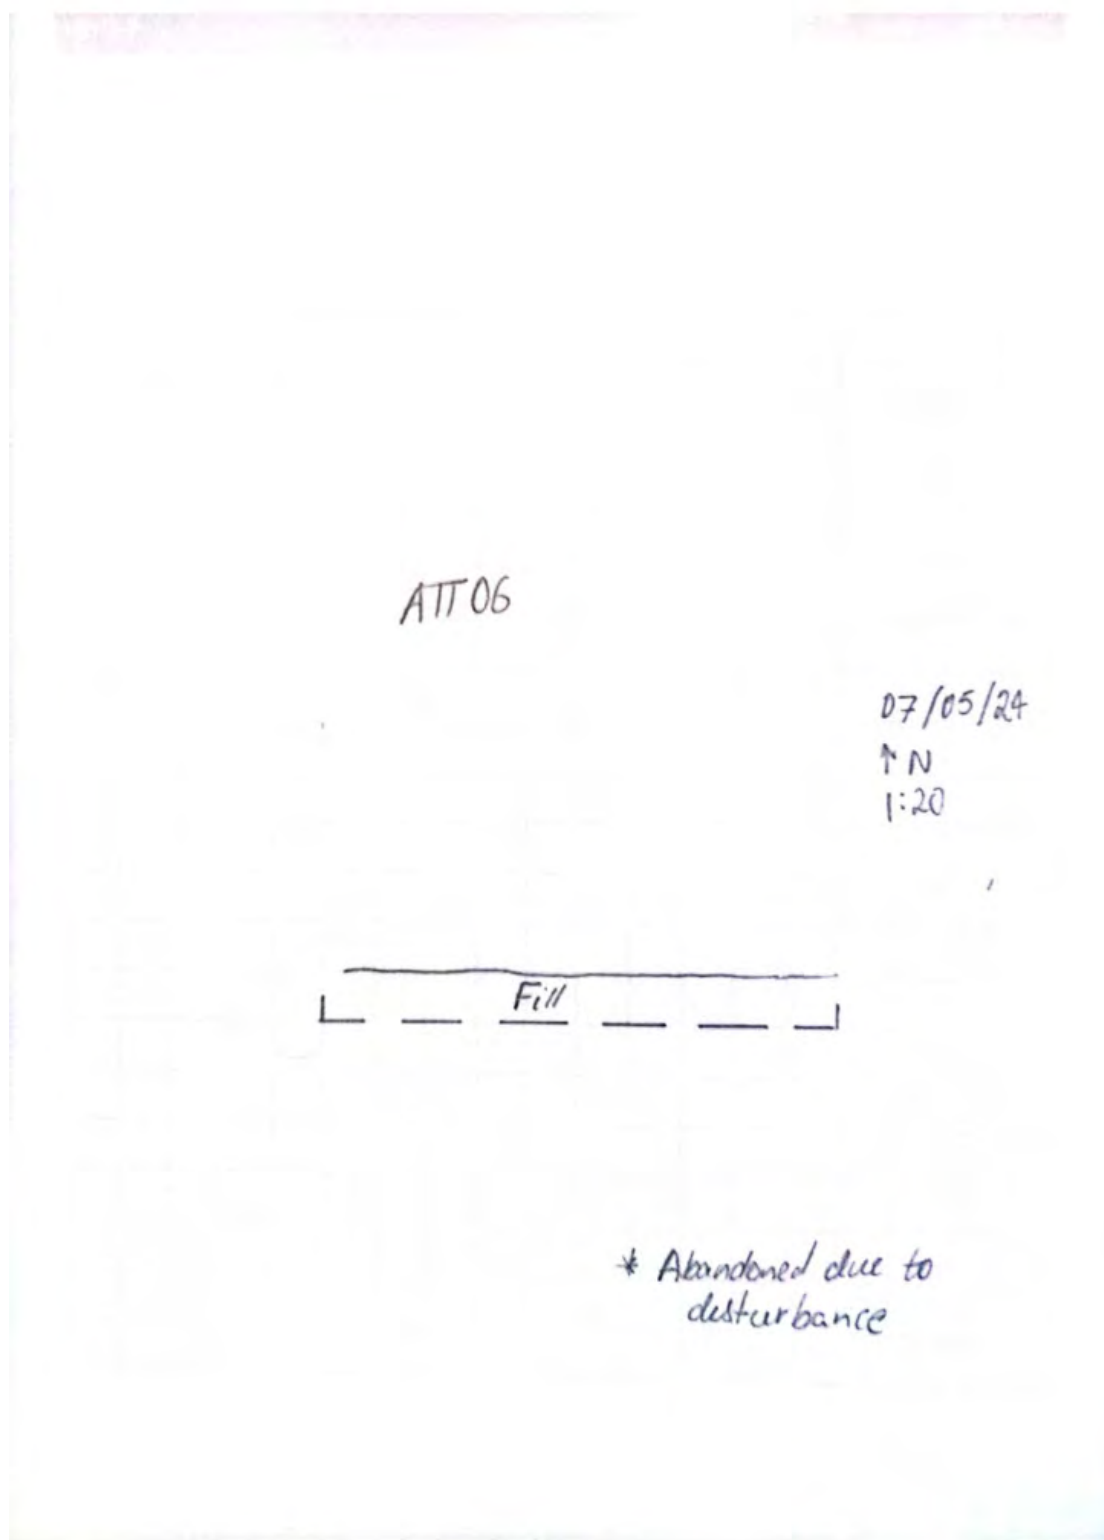 ATT06
07/05/24
↑ N
1:20
Fill
* Abandoned due to
disturbance